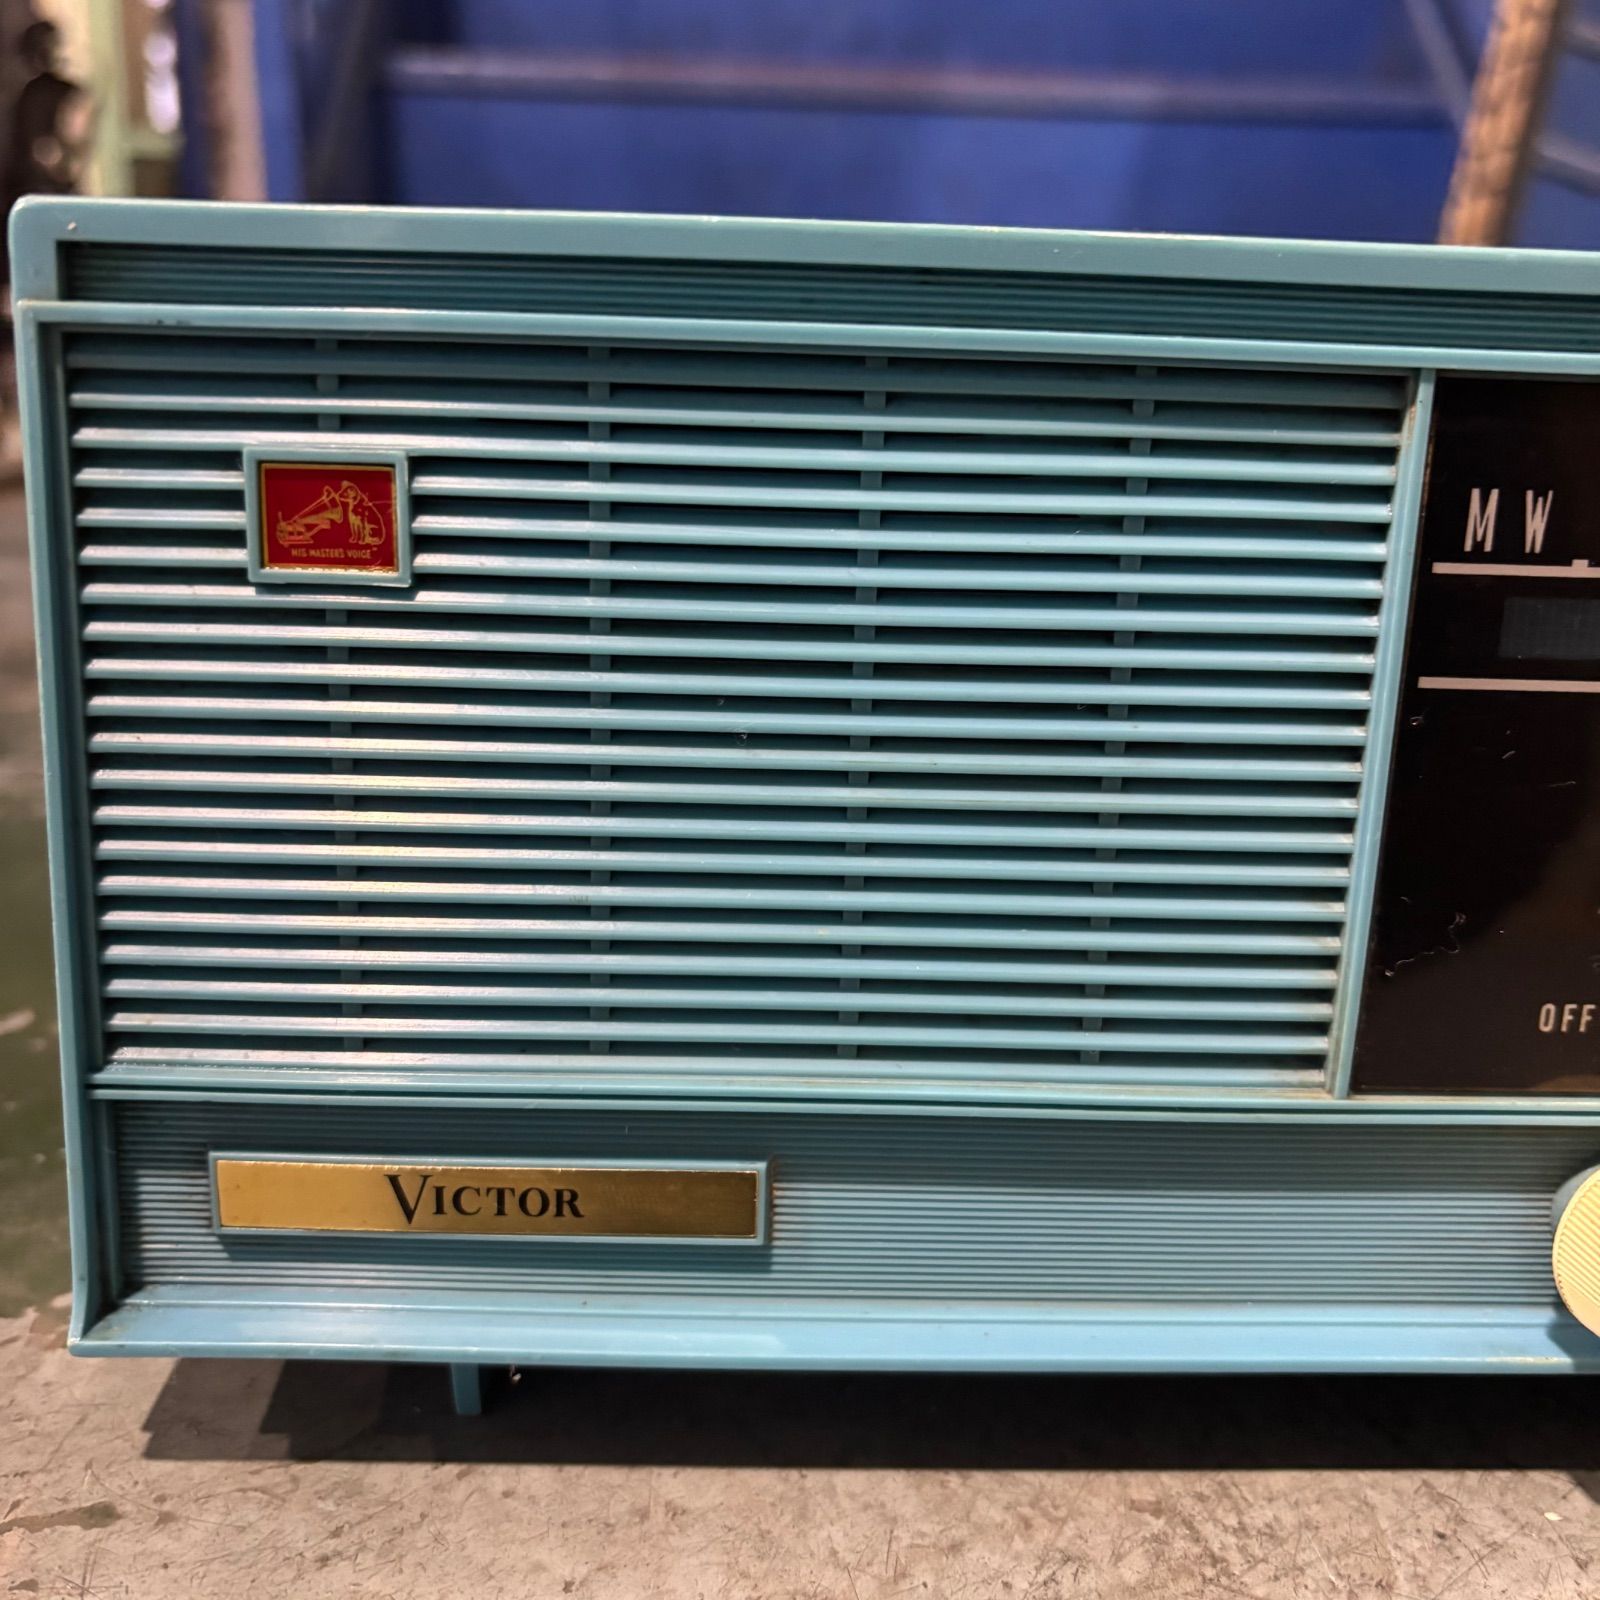 HIS MASTER'S VOICE
MW
OFF
VICTOR